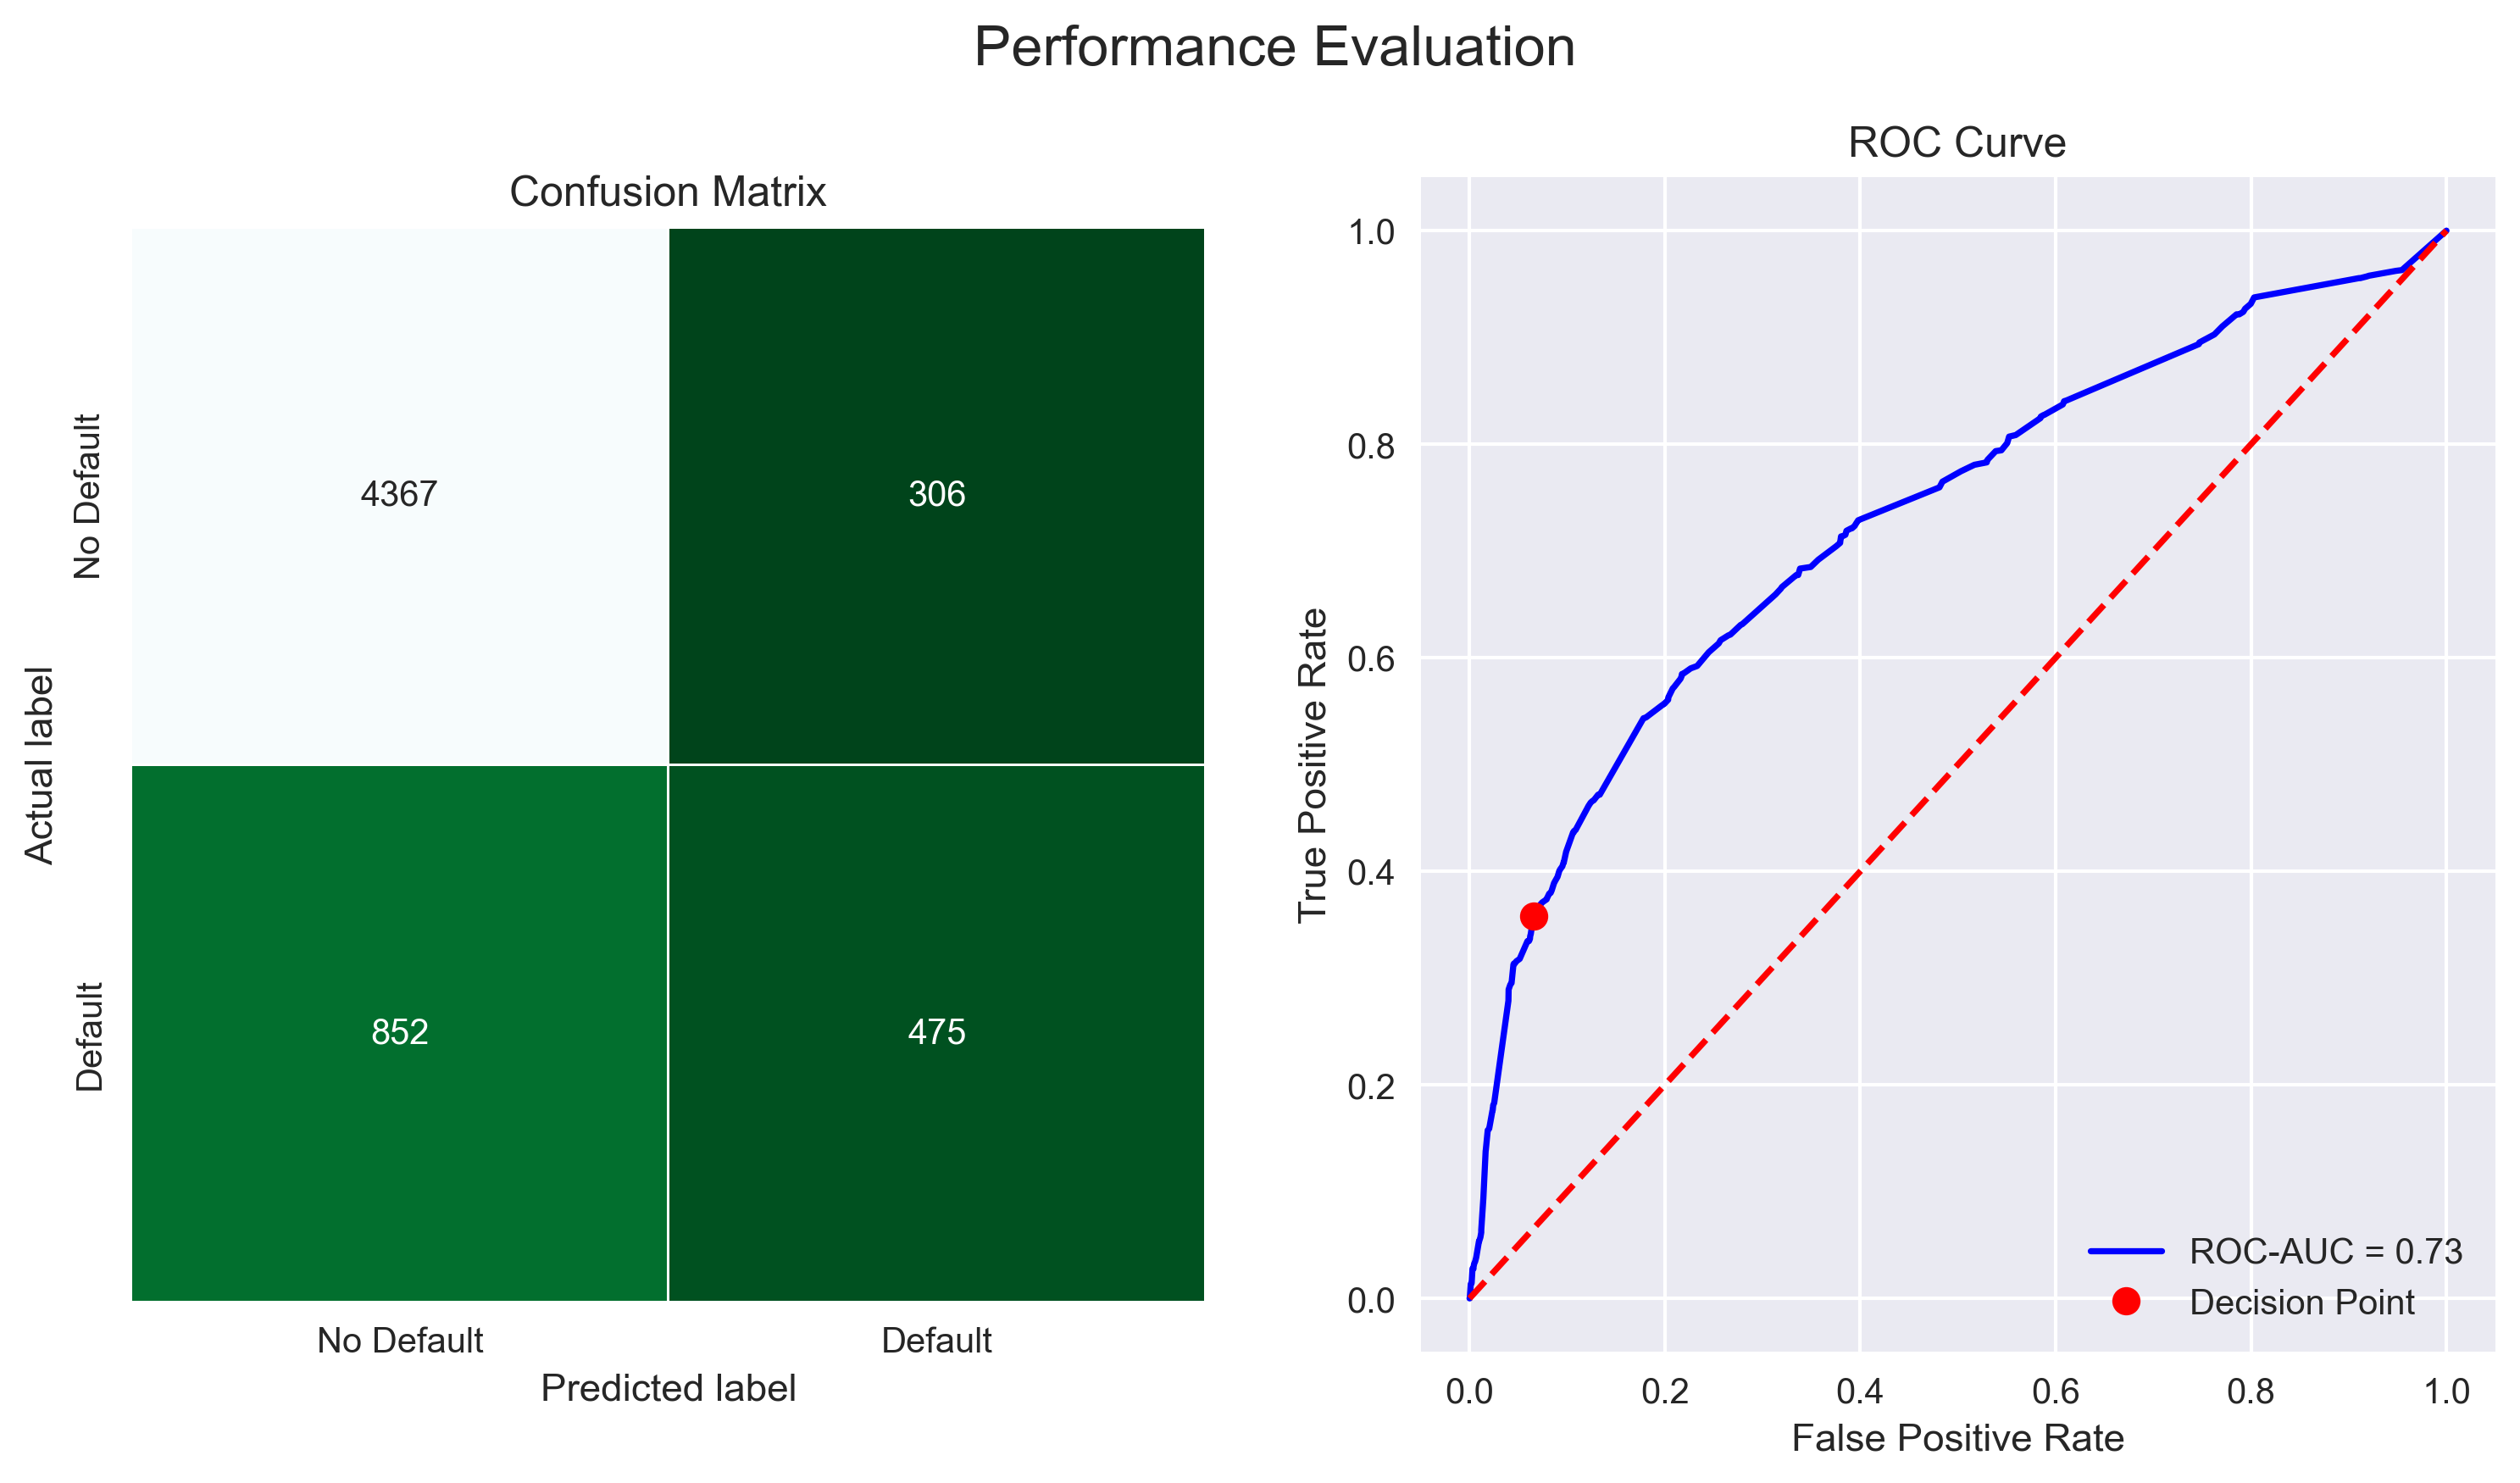 Performance Evaluation
Confusion Matrix
Actual label
No Default
Default
4367
306
852
475
No Default
Default
Predicted label
ROC Curve
True Positive Rate
1.0
0.8
0.6
0.4
0.2
0.0
ROC-AUC = 0.73
Decision Point
0.0
0.2
0.4
0.6
0.8
1.0
False Positive Rate